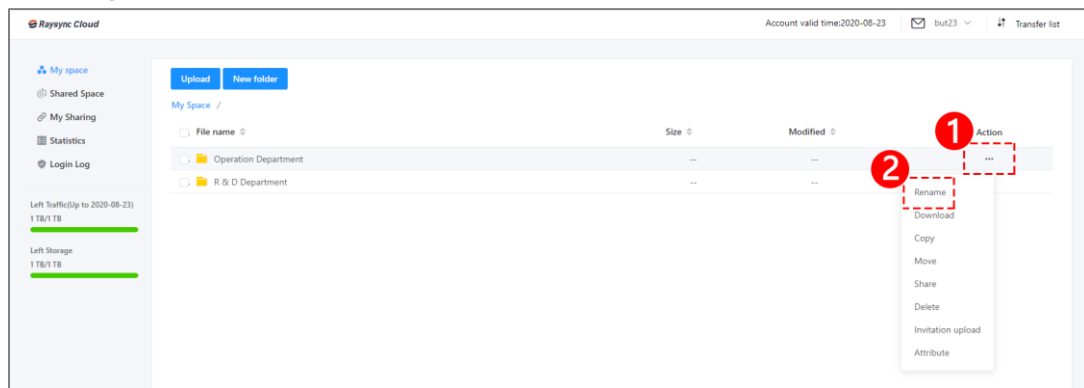 Raysync Cloud
Account valid time:2020-08-23 but23 Transfer list
My space
Shared Space
My Sharing
Statistics
Login Log
Left Traffic(Up to 2020-08-23)
1 TB/1 TB
Left Storage
1 TB/1 TB
Upload New folder
My Space /
File name Size Modified Action
1
Operation Department -- -- ···
2
R & D Department -- --
Rename
Download
Copy
Move
Share
Delete
Invitation upload
Attribute